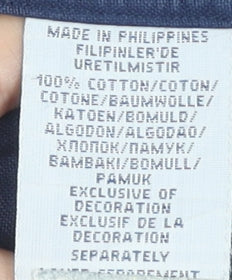 MADE IN PHILIPPINES
FILIPINLER'DE
URETILMISTIR
100% COTTON/COTON/
COTONE/BAUMWOLLE/
KATOEN/BOMULD/
ALGODON/ALGODAO/
ХЛОПОК/ПАМУК/
BAMBAKI/BOMULL/
PAMUK
EXCLUSIVE OF
DECORATION
EXCLUSIF DE LA
DECORATION
SEPARATELY